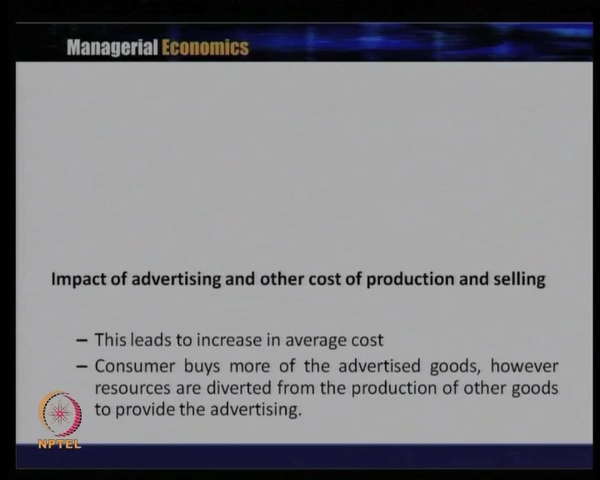 Managerial Economics
Impact of advertising and other cost of production and selling
– This leads to increase in average cost
– Consumer buys more of the advertised goods, however
resources are diverted from the production of other goods
to provide the advertising.
NPTEL